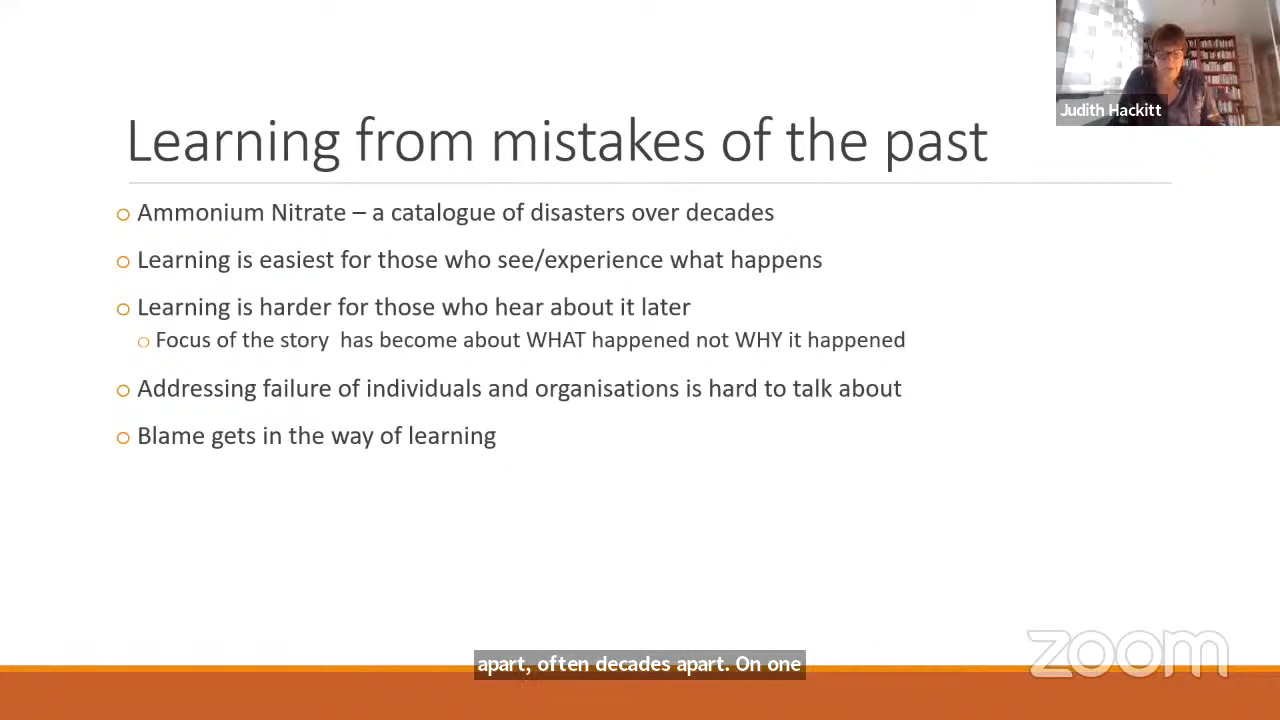 Judith Hackitt
Learning from mistakes of the past
o Ammonium Nitrate – a catalogue of disasters over decades
o Learning is easiest for those who see/experience what happens
o Learning is harder for those who hear about it later
o Focus of the story has become about WHAT happened not WHY it happened
o Addressing failure of individuals and organisations is hard to talk about
o Blame gets in the way of learning
zoom
apart, often decades apart. On one